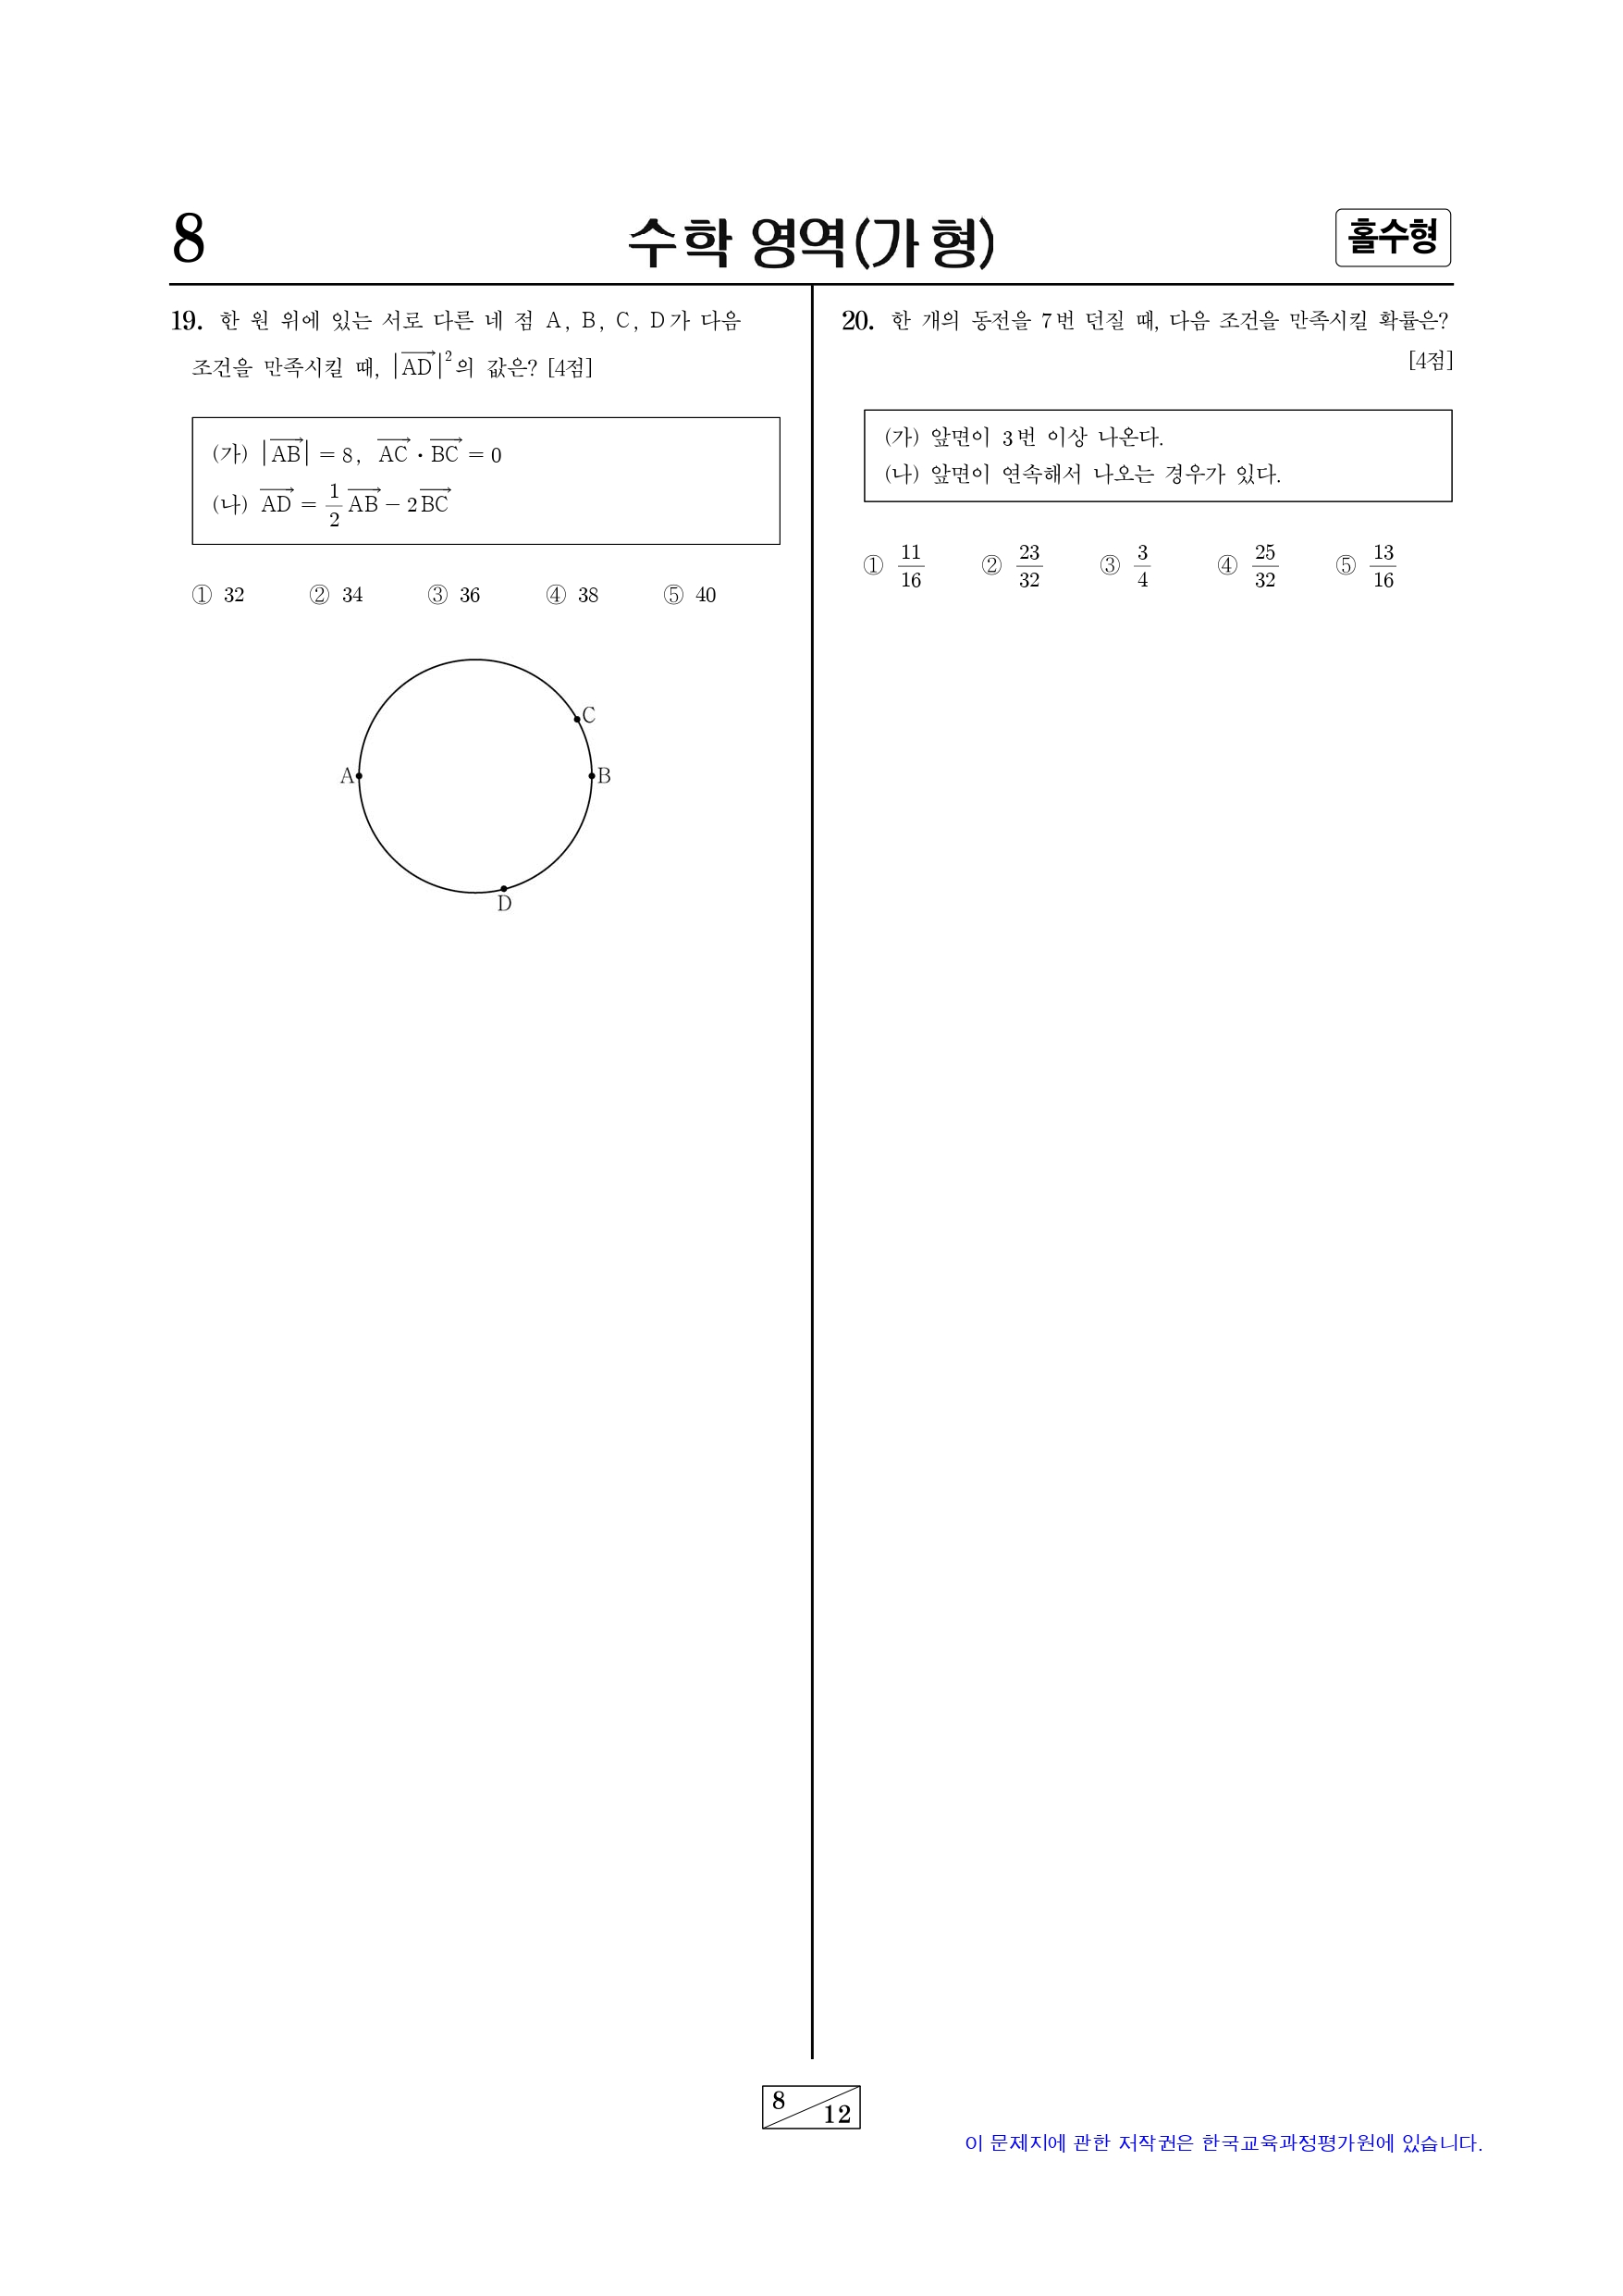 8
수학 영역(가 형)
홀수형
19. 한 원 위에 있는 서로 다른 네 점 A, B, C, D가 다음
조건을 만족시킬 때, |\overrightarrow{AD}|²의 값은? [4점]
(가) |\overrightarrow{AB}| = 8, \overrightarrow{AC} · \overrightarrow{BC} = 0
(나) \overrightarrow{AD} = \frac{1}{2}\overrightarrow{AB} − 2\overrightarrow{BC}
① 32 ② 34 ③ 36 ④ 38 ⑤ 40
C
A
B
D
20. 한 개의 동전을 7번 던질 때, 다음 조건을 만족시킬 확률은?
[4점]
(가) 앞면이 3번 이상 나온다.
(나) 앞면이 연속해서 나오는 경우가 있다.
① 11/16 ② 23/32 ③ 3/4 ④ 25/32 ⑤ 13/16
8
12
이 문제지에 관한 저작권은 한국교육과정평가원에 있습니다.